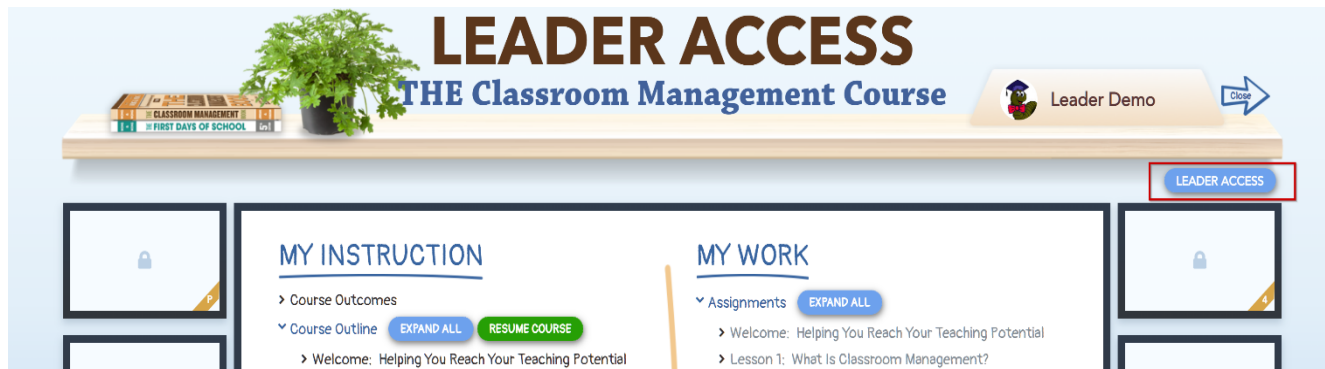 LEADER ACCESS
THE Classroom Management Course
CLASSROOM MANAGEMENT
FIRST DAYS OF SCHOOL
Leader Demo
Close
LEADER ACCESS
P
4
MY INSTRUCTION
> Course Outcomes
Course Outline EXPAND ALL RESUME COURSE
> Welcome: Helping You Reach Your Teaching Potential
MY WORK
Assignments EXPAND ALL
> Welcome: Helping You Reach Your Teaching Potential
> Lesson 1: What Is Classroom Management?